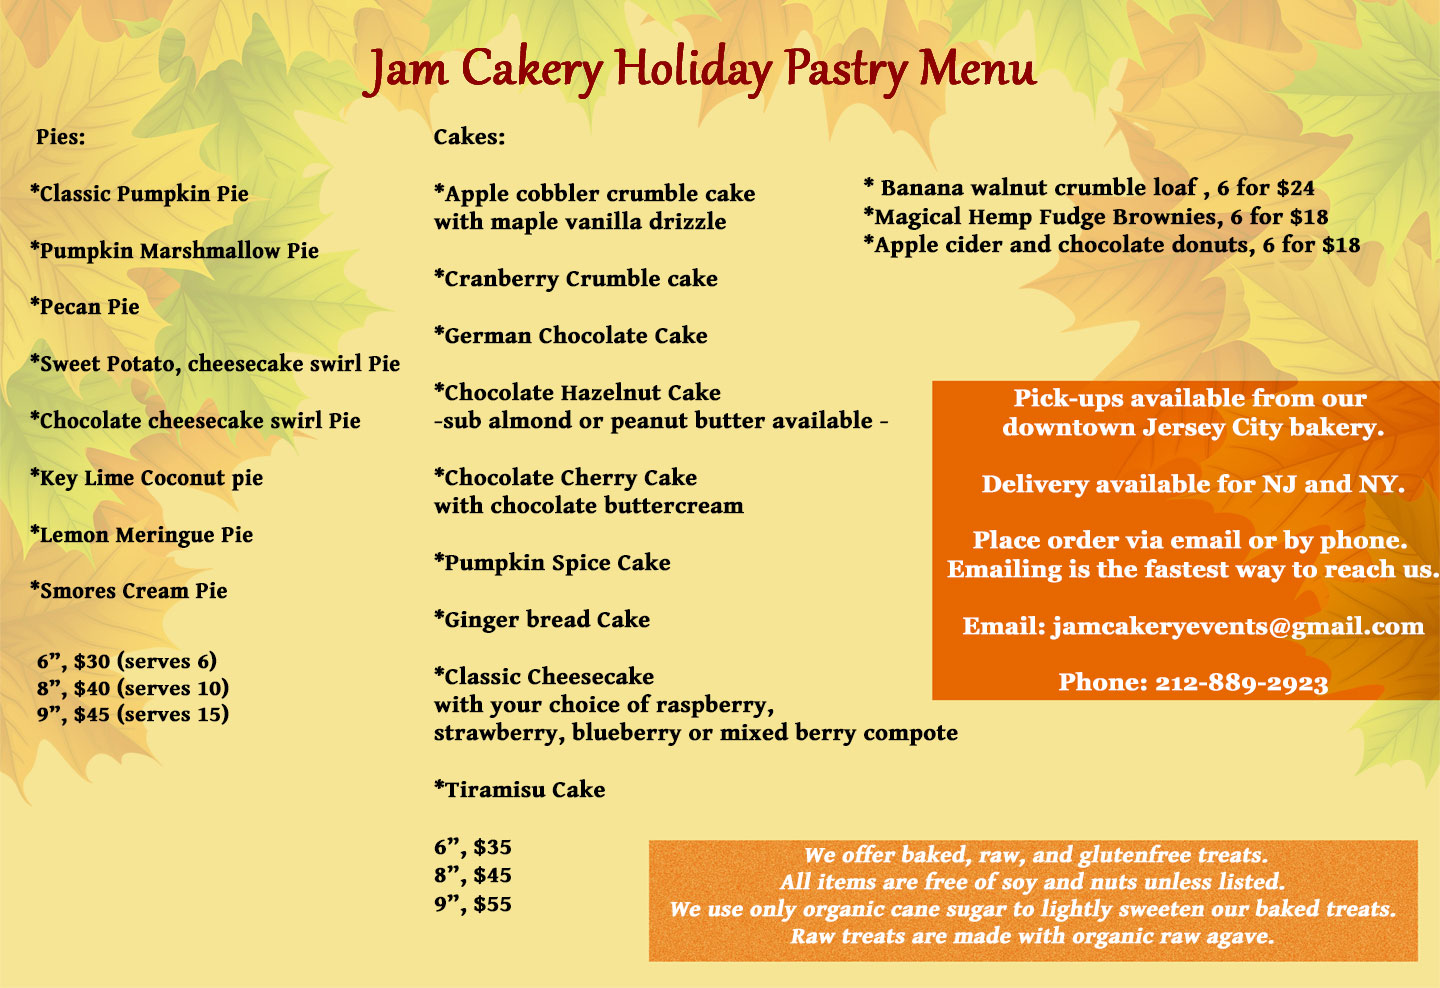 Jam Cakery Holiday Pastry Menu
Pies:
*Classic Pumpkin Pie
*Pumpkin Marshmallow Pie
*Pecan Pie
*Sweet Potato, cheesecake swirl Pie
*Chocolate cheesecake swirl Pie
*Key Lime Coconut pie
*Lemon Meringue Pie
*Smores Cream Pie
6”, $30 (serves 6)
8”, $40 (serves 10)
9”, $45 (serves 15)
Cakes:
*Apple cobbler crumble cake
with maple vanilla drizzle
*Cranberry Crumble cake
*German Chocolate Cake
*Chocolate Hazelnut Cake
-sub almond or peanut butter available -
*Chocolate Cherry Cake
with chocolate buttercream
*Pumpkin Spice Cake
*Ginger bread Cake
*Classic Cheesecake
with your choice of raspberry,
strawberry, blueberry or mixed berry compote
*Tiramisu Cake
6”, $35
8”, $45
9”, $55
* Banana walnut crumble loaf , 6 for $24
*Magical Hemp Fudge Brownies, 6 for $18
*Apple cider and chocolate donuts, 6 for $18
Pick-ups available from our
downtown Jersey City bakery.
Delivery available for NJ and NY.
Place order via email or by phone.
Emailing is the fastest way to reach us.
Email: jamcakeryevents@gmail.com
Phone: 212-889-2923
We offer baked, raw, and glutenfree treats.
All items are free of soy and nuts unless listed.
We use only organic cane sugar to lightly sweeten our baked treats.
Raw treats are made with organic raw agave.